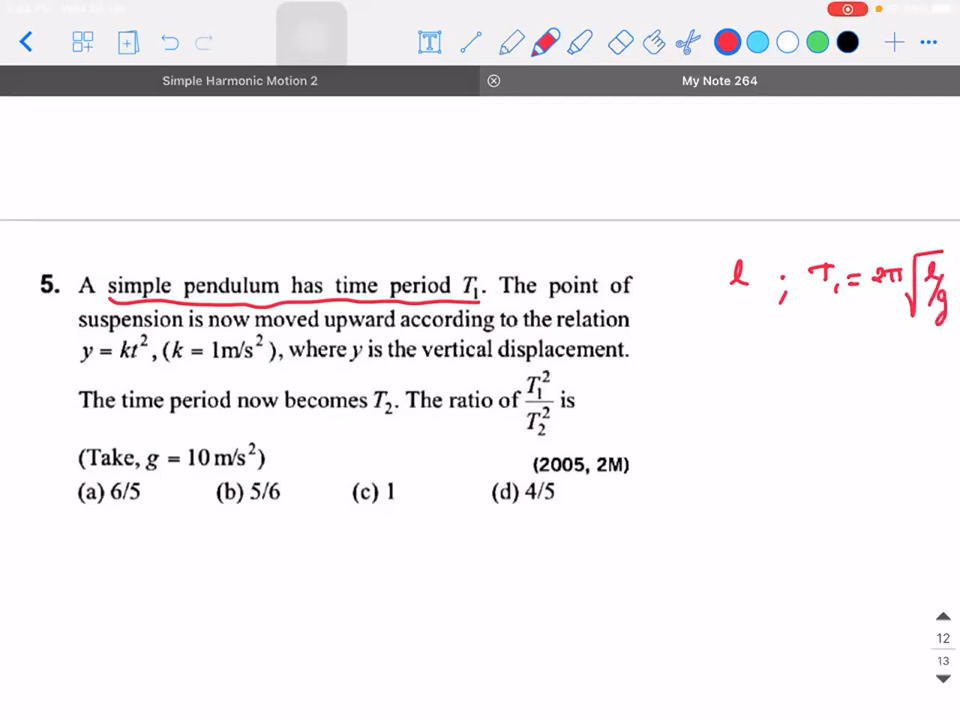 Simple Harmonic Motion 2
My Note 264
5. A simple pendulum has time period T₁. The point of
suspension is now moved upward according to the relation
y = kt², (k = 1m/s²), where y is the vertical displacement.
The time period now becomes T₂. The ratio of T₁²/T₂² is
(Take, g = 10 m/s²)
(2005, 2M)
(a) 6/5 (b) 5/6 (c) 1 (d) 4/5
l ; T₁ = 2π√(l/g)
12
13